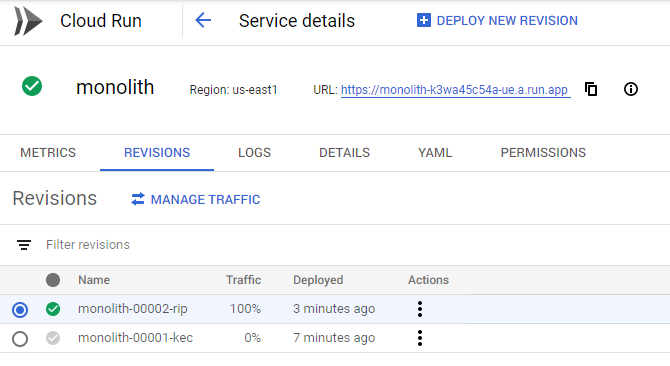 Cloud Run Service details DEPLOY NEW REVISION
monolith Region: us-east1 URL: https://monolith-k3wa45c54a-ue.a.run.app
METRICS REVISIONS LOGS DETAILS YAML PERMISSIONS
Revisions MANAGE TRAFFIC
Filter revisions
Name Traffic Deployed Actions
monolith-00002-rip 100% 3 minutes ago
monolith-00001-kec 0% 7 minutes ago